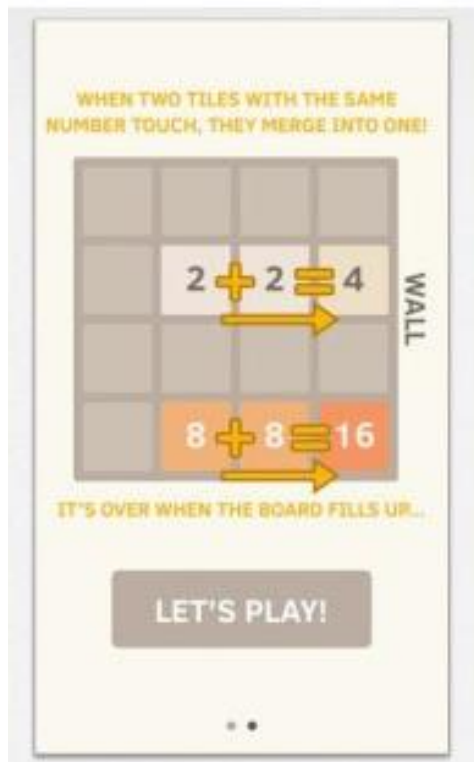 WHEN TWO TILES WITH THE SAME
NUMBER TOUCH, THEY MERGE INTO ONE!
2 + 2 = 4
WALL
8 + 8 = 16
IT'S OVER WHEN THE BOARD FILLS UP...
LET'S PLAY!